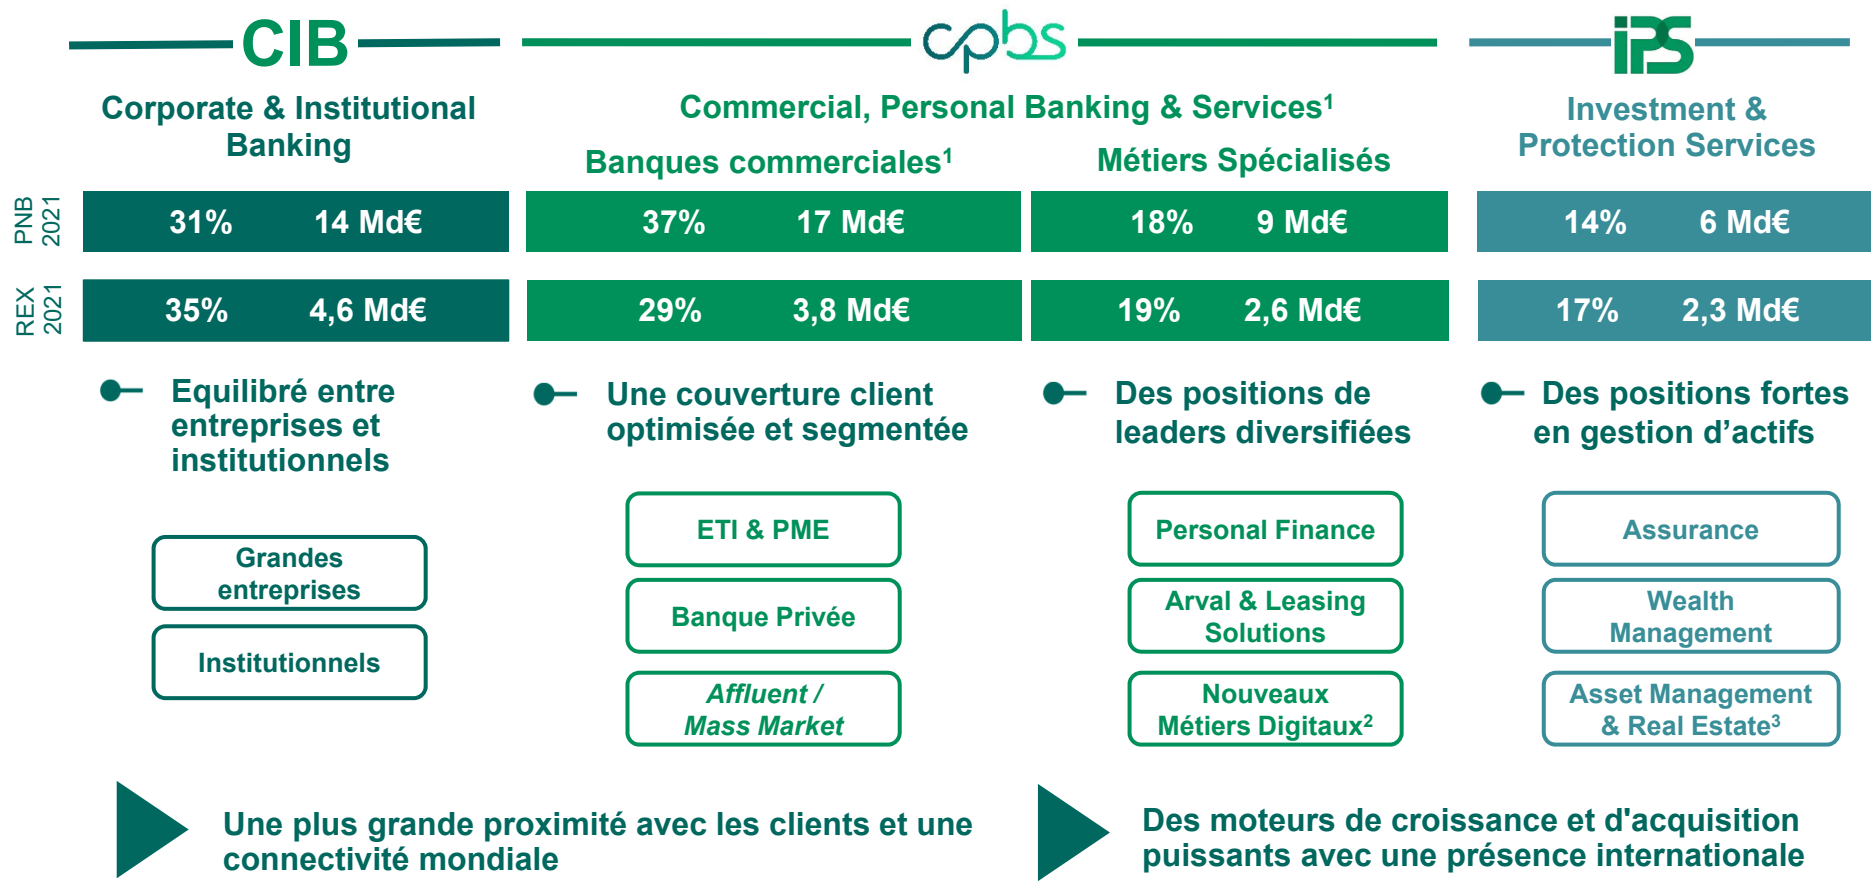 CIB
cpbs
iPS
Corporate & Institutional
Banking
Commercial, Personal Banking & Services¹
Banques commerciales¹
Métiers Spécialisés
Investment &
Protection Services
PNB
2021
31% 14 Md€
37% 17 Md€
18% 9 Md€
14% 6 Md€
REX
2021
35% 4,6 Md€
29% 3,8 Md€
19% 2,6 Md€
17% 2,3 Md€
Equilibré entre
entreprises et
institutionnels
Une couverture client
optimisée et segmentée
Des positions de
leaders diversifiées
Des positions fortes
en gestion d’actifs
Grandes
entreprises
Institutionnels
ETI & PME
Banque Privée
Affluent /
Mass Market
Personal Finance
Arval & Leasing
Solutions
Nouveaux
Métiers Digitaux²
Assurance
Wealth
Management
Asset Management
& Real Estate³
Une plus grande proximité avec les clients et une
connectivité mondiale
Des moteurs de croissance et d'acquisition
puissants avec une présence internationale